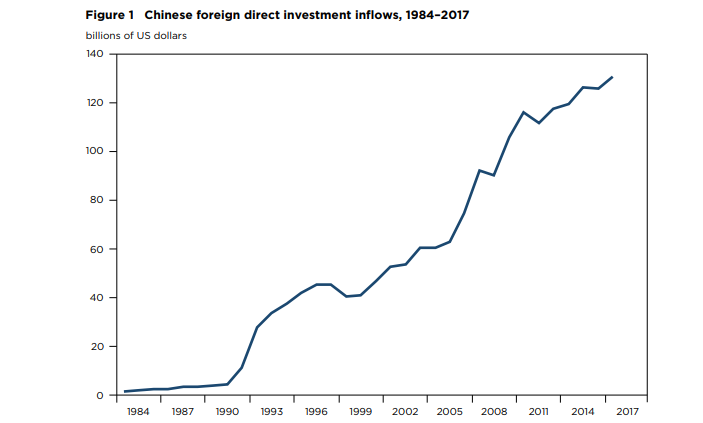 Figure 1 Chinese foreign direct investment inflows, 1984–2017
billions of US dollars
140
120
100
80
60
40
20
0
1984 1987 1990 1993 1996 1999 2002 2005 2008 2011 2014 2017